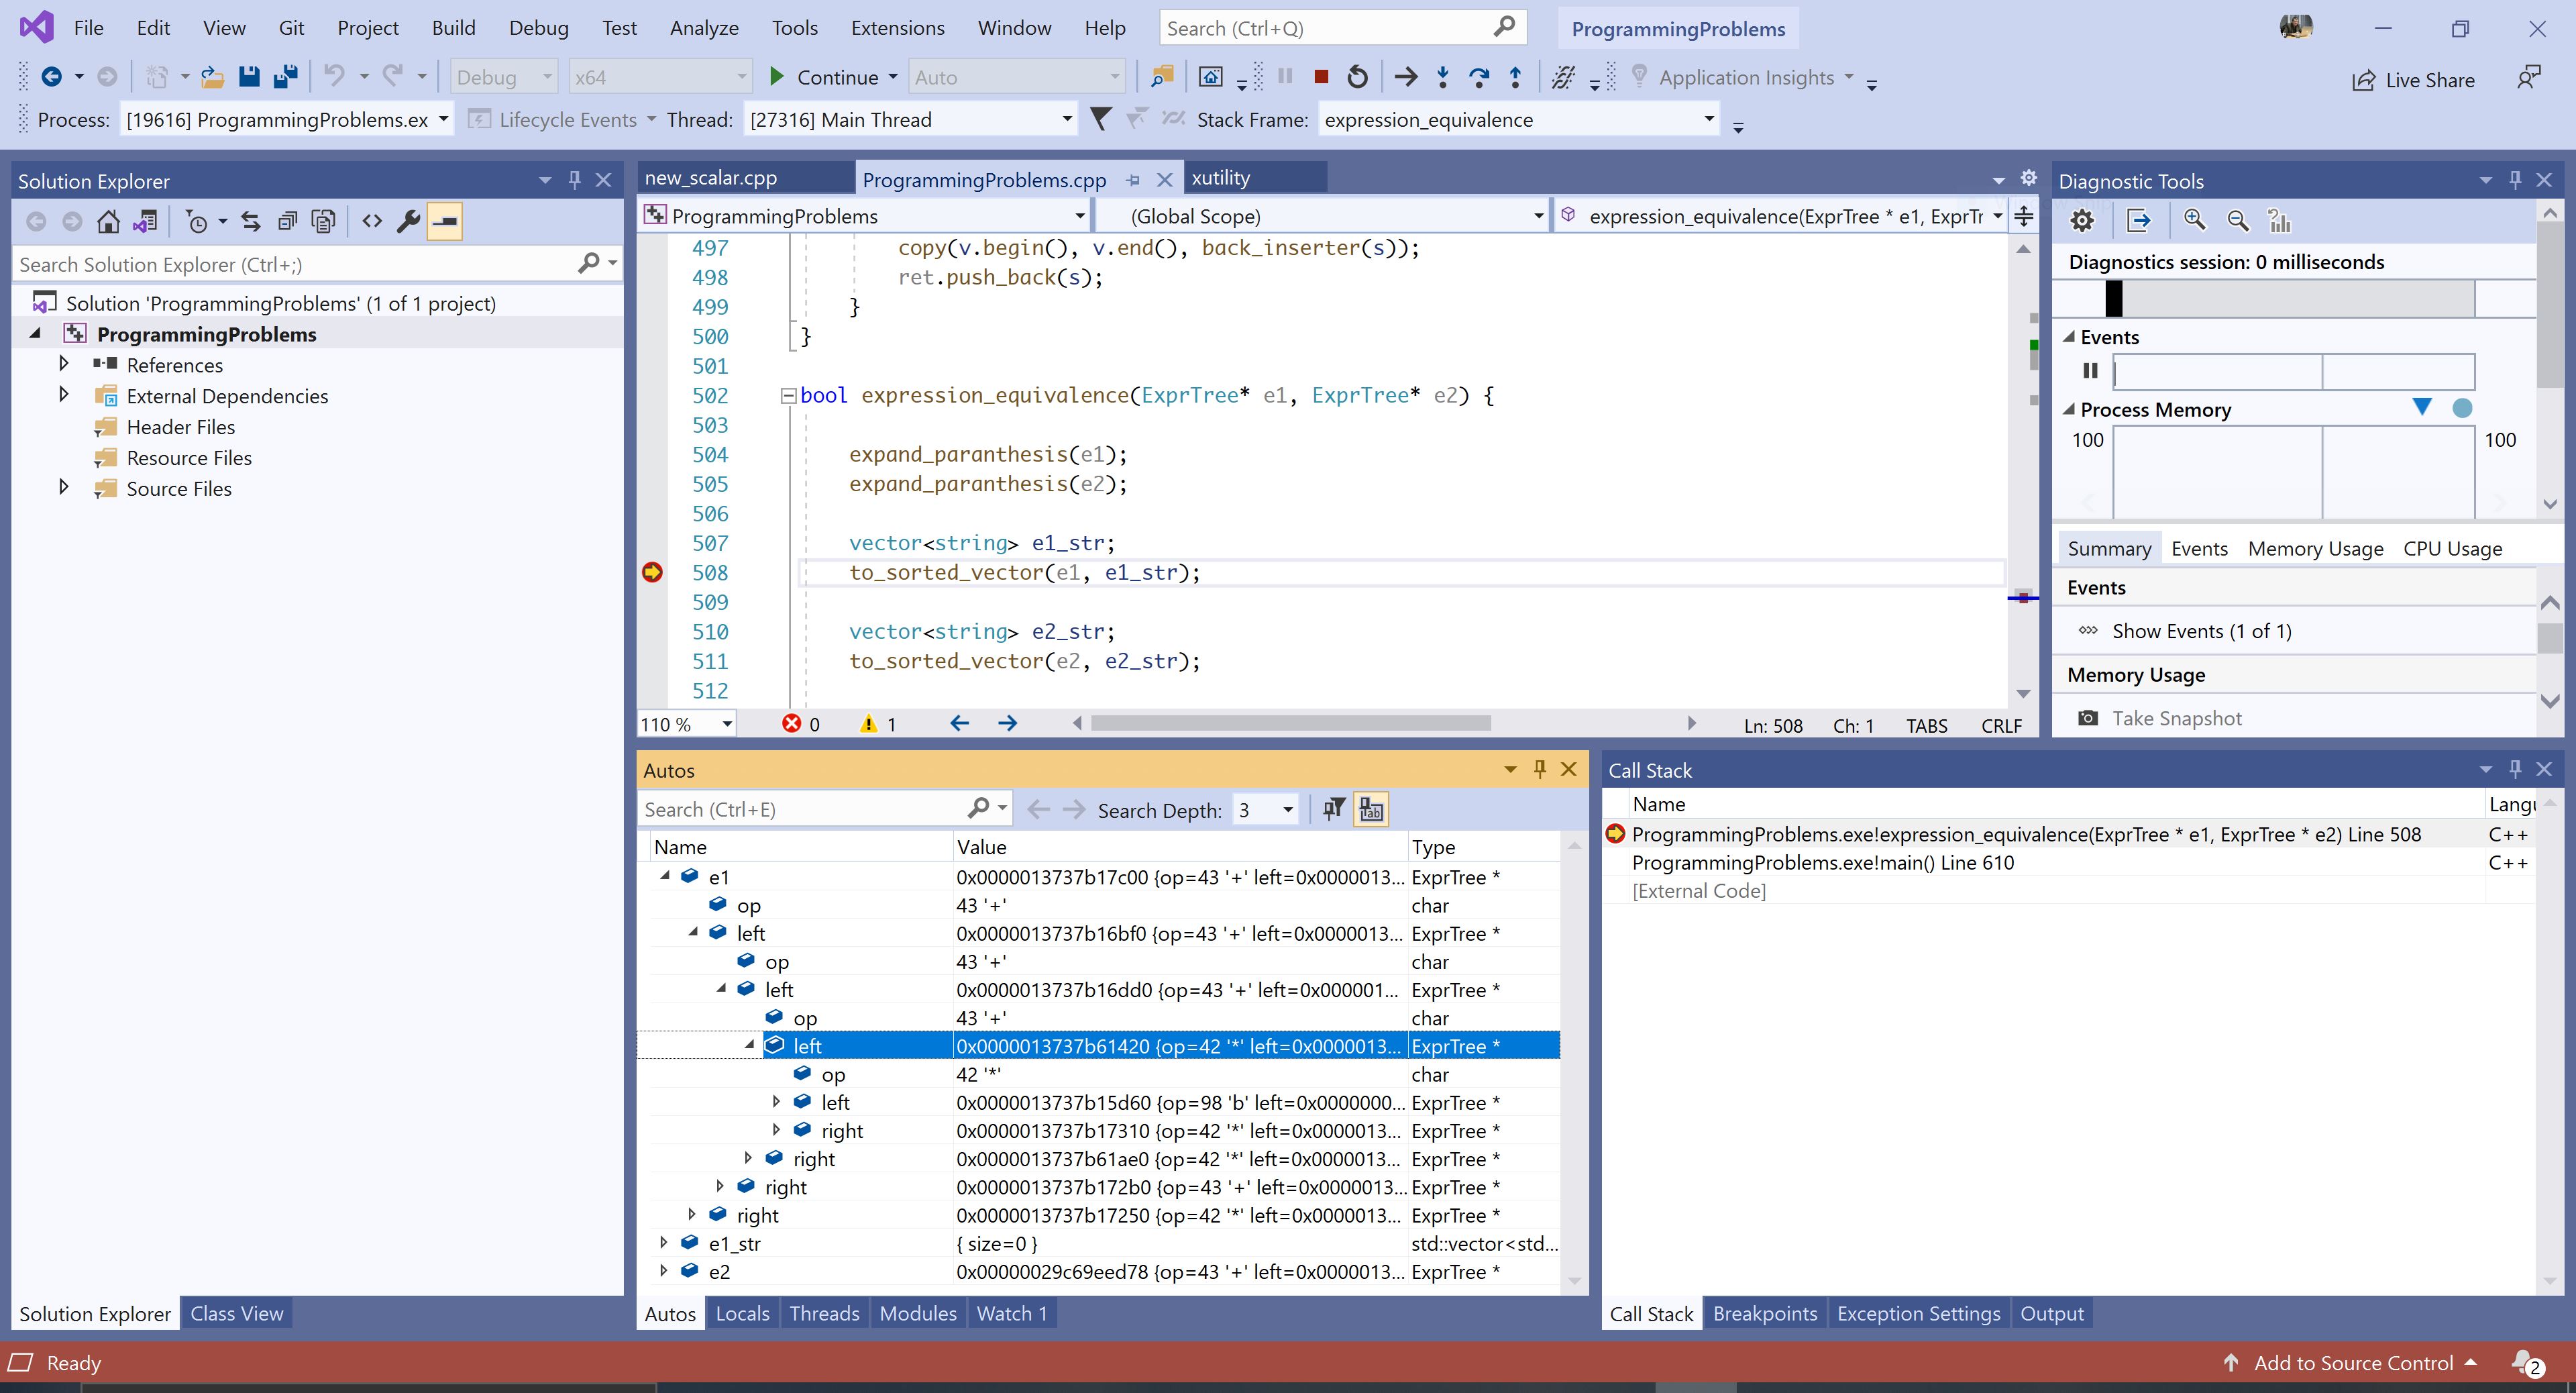 File Edit View Git Project Build Debug Test Analyze Tools Extensions Window Help Search (Ctrl+Q) ProgrammingProblems
Debug x64 Continue Auto Application Insights Live Share
Process: [19616] ProgrammingProblems.ex Lifecycle Events Thread: [27316] Main Thread Stack Frame: expression_equivalence
Solution Explorer
Search Solution Explorer (Ctrl+;)
Solution 'ProgrammingProblems' (1 of 1 project)
ProgrammingProblems
References
External Dependencies
Header Files
Resource Files
Source Files
Solution Explorer Class View
new_scalar.cpp ProgrammingProblems.cpp xutility
ProgrammingProblems (Global Scope) expression_equivalence(ExprTree * e1, ExprTr
497 copy(v.begin(), v.end(), back_inserter(s));
498 ret.push_back(s);
499 }
500 }
501
502 bool expression_equivalence(ExprTree* e1, ExprTree* e2) {
503
504 expand_paranthesis(e1);
505 expand_paranthesis(e2);
506
507 vector<string> e1_str;
508 to_sorted_vector(e1, e1_str);
509
510 vector<string> e2_str;
511 to_sorted_vector(e2, e2_str);
512
110 % 0 1 Ln: 508 Ch: 1 TABS CRLF
Diagnostic Tools
Diagnostics session: 0 milliseconds
Events
Process Memory
100 100
Summary Events Memory Usage CPU Usage
Events
Show Events (1 of 1)
Memory Usage
Take Snapshot
Autos
Search (Ctrl+E) Search Depth: 3
Name Value Type
e1 0x0000013737b17c00 {op=43 '+' left=0x0000013... ExprTree *
op 43 '+' char
left 0x0000013737b16bf0 {op=43 '+' left=0x0000013... ExprTree *
op 43 '+' char
left 0x0000013737b16dd0 {op=43 '+' left=0x000001... ExprTree *
op 43 '+' char
left 0x0000013737b61420 {op=42 '*' left=0x0000013... ExprTree *
op 42 '*' char
left 0x0000013737b15d60 {op=98 'b' left=0x0000000... ExprTree *
right 0x0000013737b17310 {op=42 '*' left=0x0000013... ExprTree *
right 0x0000013737b61ae0 {op=42 '*' left=0x0000013... ExprTree *
right 0x0000013737b172b0 {op=43 '+' left=0x0000013... ExprTree *
right 0x0000013737b17250 {op=42 '*' left=0x0000013... ExprTree *
e1_str { size=0 } std::vector<std...
e2 0x00000029c69eed78 {op=43 '+' left=0x0000013... ExprTree *
Autos Locals Threads Modules Watch 1
Call Stack
Name Langu
ProgrammingProblems.exe!expression_equivalence(ExprTree * e1, ExprTree * e2) Line 508 C++
ProgrammingProblems.exe!main() Line 610 C++
[External Code]
Call Stack Breakpoints Exception Settings Output
Ready Add to Source Control 2